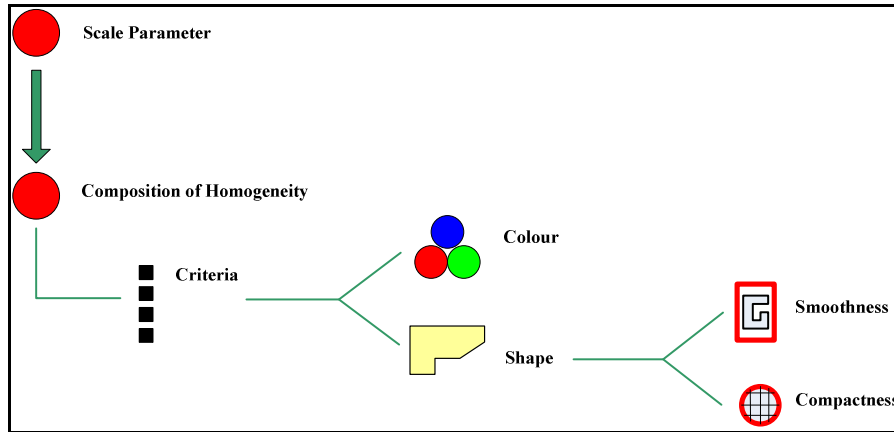 Scale Parameter
Composition of Homogeneity
Criteria
Colour
Shape
Smoothness
Compactness